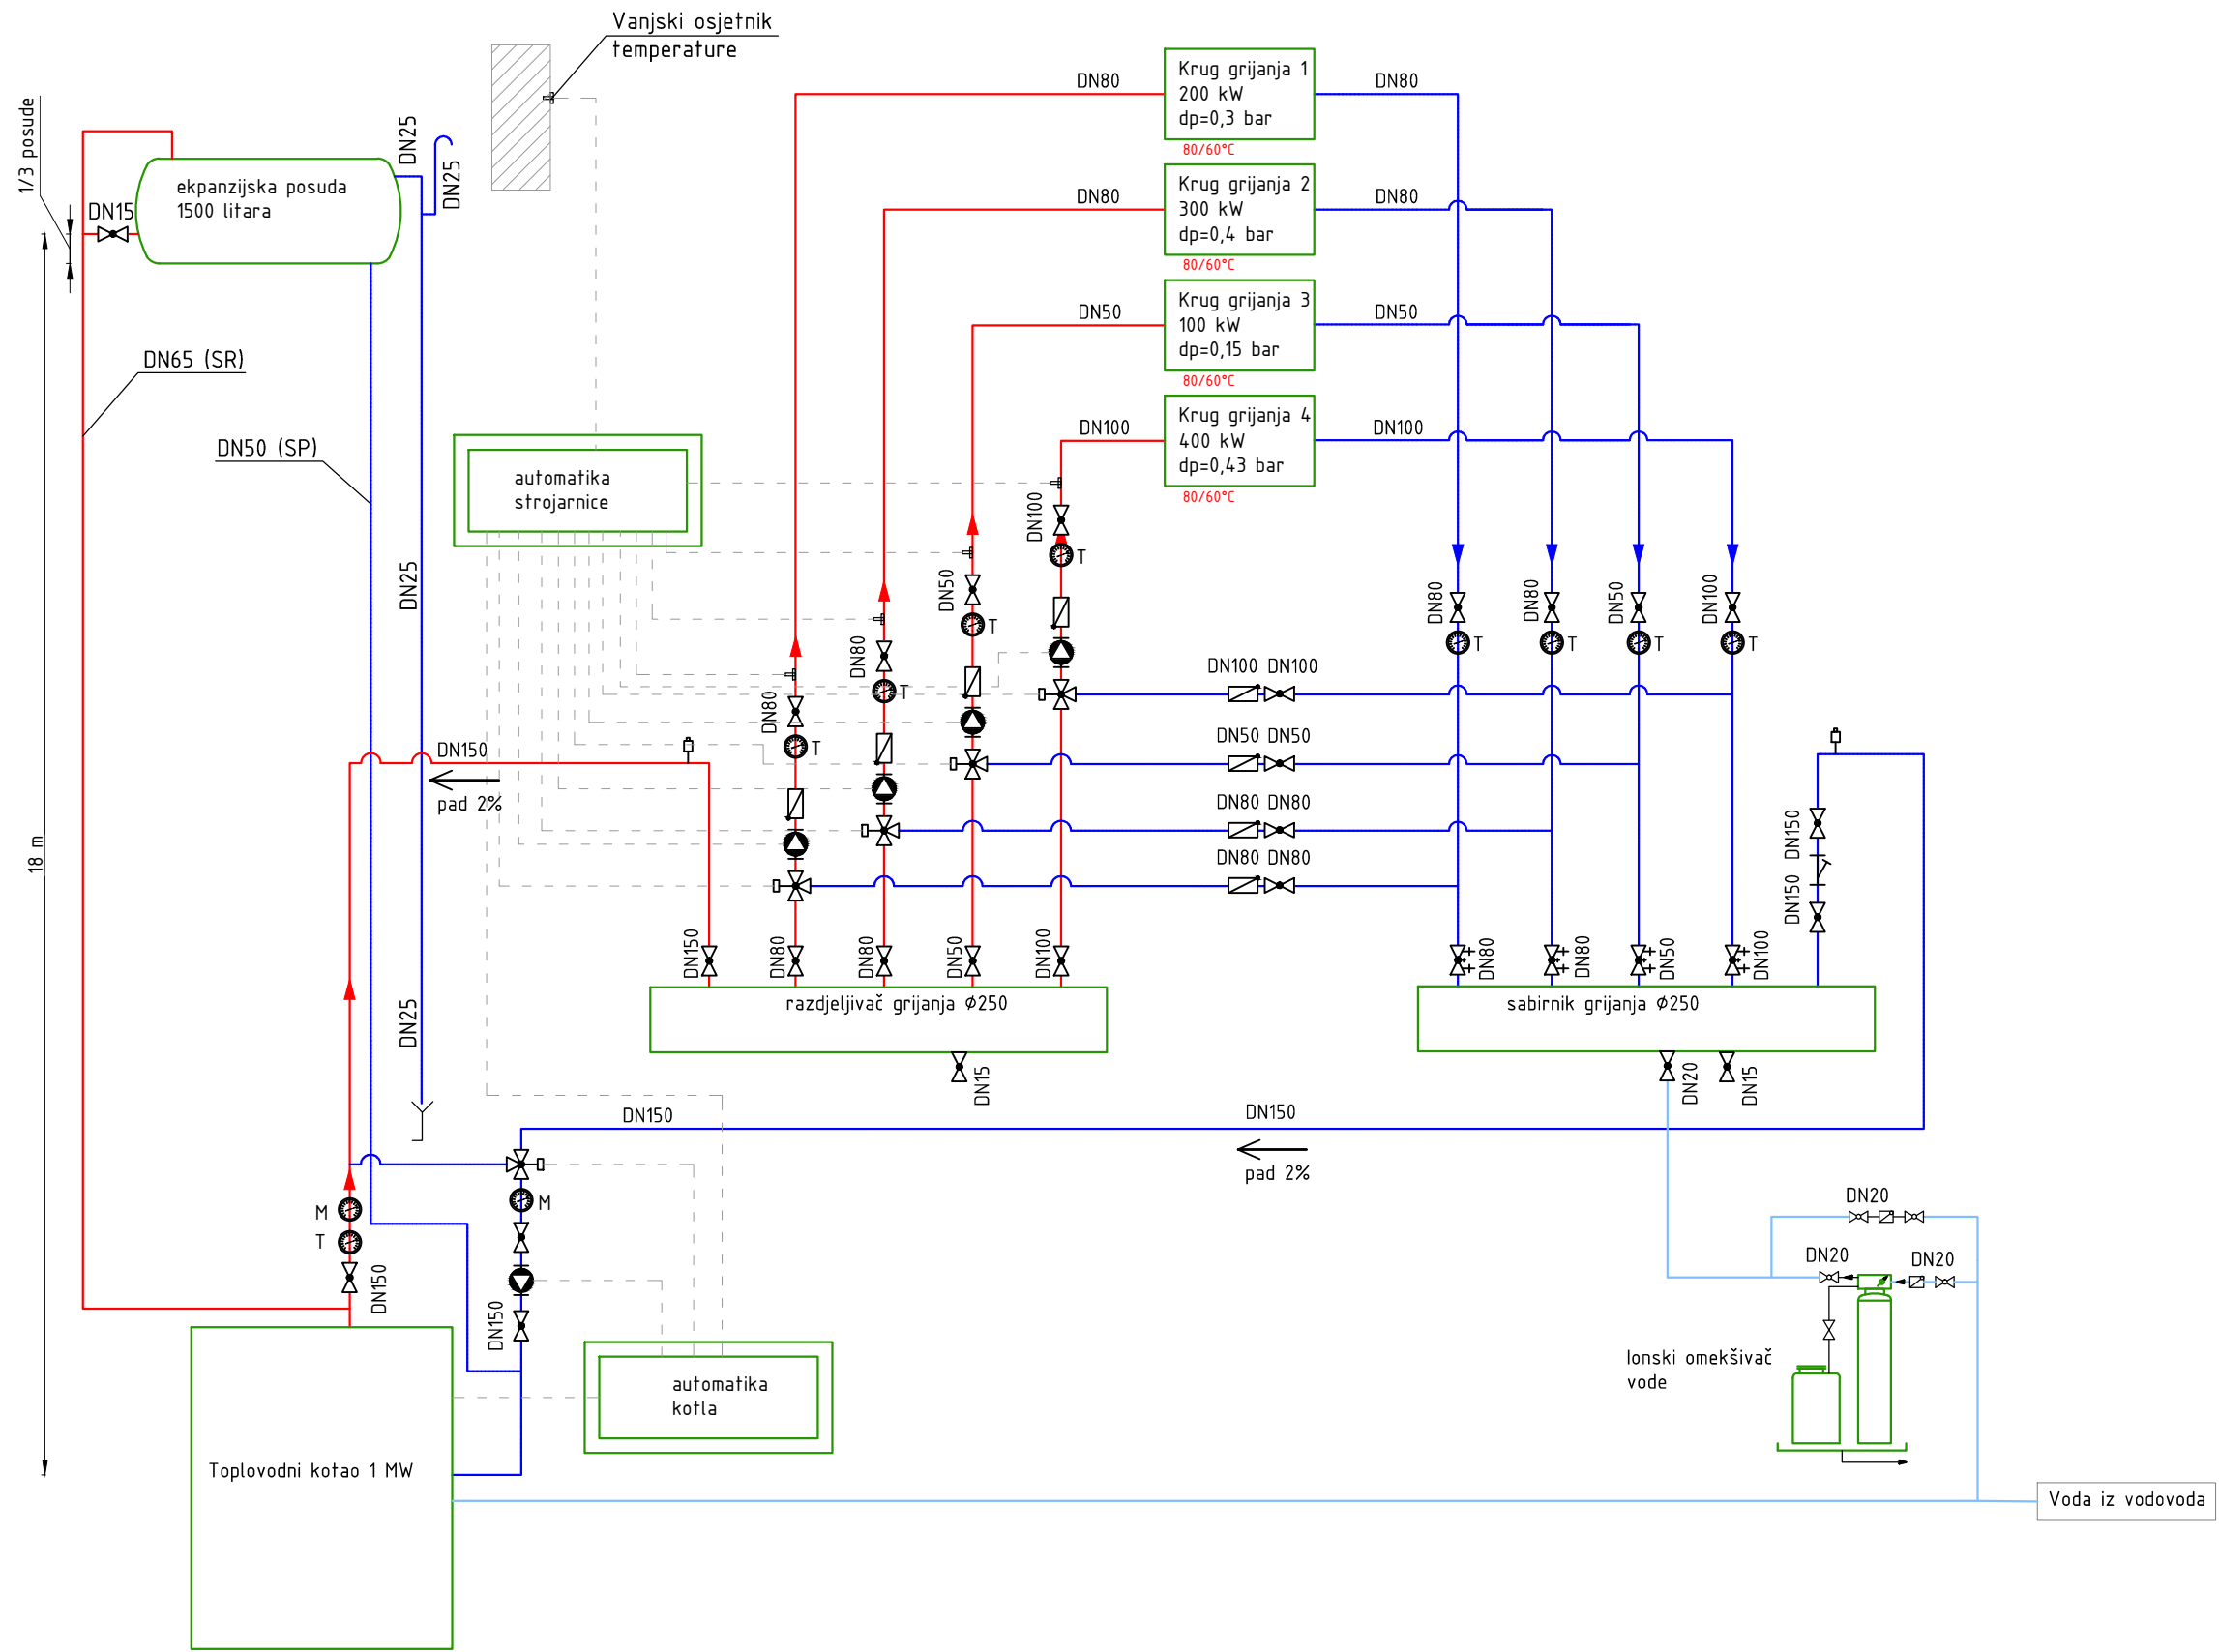 Vanjski osjetnik
temperature
1/3 posude
ekpanzijska posuda
1500 litara
DN15
DN25
DN25
DN65 (SR)
DN50 (SP)
DN25
DN25
18 m
Krug grijanja 1
200 kW
dp=0,3 bar
80/60°C
DN80
DN80
Krug grijanja 2
300 kW
dp=0,4 bar
80/60°C
DN80
DN80
Krug grijanja 3
100 kW
dp=0,15 bar
80/60°C
DN50
DN50
Krug grijanja 4
400 kW
dp=0,43 bar
80/60°C
DN100
DN100
automatika
strojarnice
DN80
T
DN80
T
DN50
T
DN100
T
DN80
T
DN80
T
DN50
T
DN100
T
DN100 DN100
DN50 DN50
DN80 DN80
DN80 DN80
DN150
pad 2%
DN150
DN80
DN80
DN50
DN100
razdjeljivač grijanja Ø250
DN15
DN80
DN80
DN50
DN100
DN150
DN150
sabirnik grijanja Ø250
DN20
DN15
DN150
DN150
pad 2%
M
T
DN150
M
DN150
automatika
kotla
Toplovodni kotao 1 MW
DN20
DN20
DN20
Ionski omekšivač
vode
Voda iz vodovoda